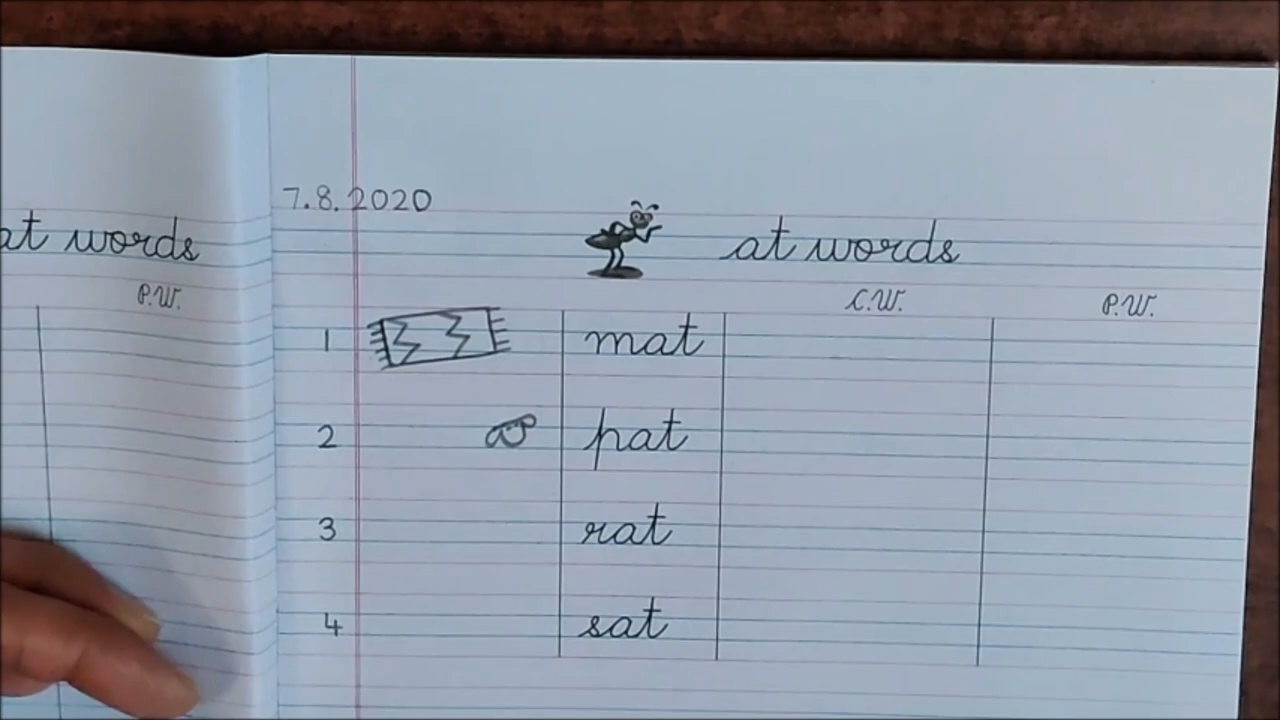 at words
P.W.
7.8.2020
at words
C.W. P.W.
1 mat
2 pat
3 rat
4 sat